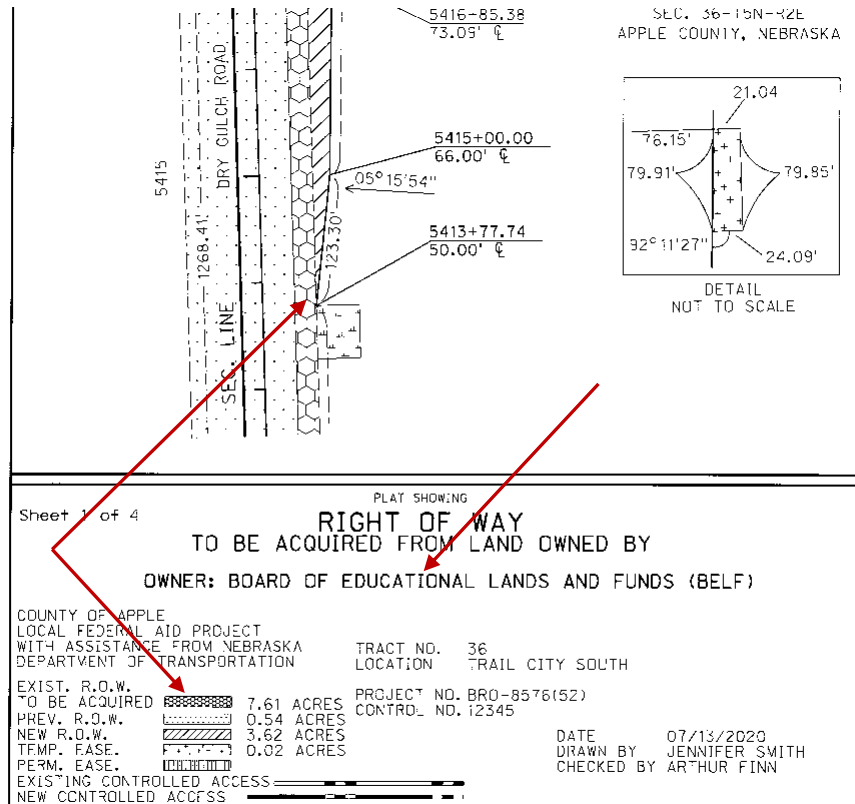 5416-85.38
73.09' ℄
SEC. 36-15N-R2E
APPLE COUNTY, NEBRASKA
21.04
76.15'
79.91'
79.85'
92°11'27"
24.09'
DETAIL
NOT TO SCALE
5415+00.00
66.00' ℄
05°15'54"
5413+77.74
50.00' ℄
123.30'
5415
DRY GULCH ROAD
1268.41'
SEC. LINE
PLAT SHOWING
Sheet 1 of 4
RIGHT OF WAY
TO BE ACQUIRED FROM LAND OWNED BY
OWNER: BOARD OF EDUCATIONAL LANDS AND FUNDS (BELF)
COUNTY OF APPLE
LOCAL FEDERAL AID PROJECT
WITH ASSISTANCE FROM NEBRASKA
DEPARTMENT OF TRANSPORTATION
TRACT NO. 36
LOCATION TRAIL CITY SOUTH
EXIST. R.O.W.
TO BE ACQUIRED 7.61 ACRES
PREV. R.O.W. 0.54 ACRES
NEW R.O.W. 3.62 ACRES
TEMP. EASE. 0.02 ACRES
PERM. EASE.
EXISTING CONTROLLED ACCESS
NEW CONTROLLED ACCESS
PROJECT NO. BRO-8576(52)
CONTROL NO. 12345
DATE 07/13/2020
DRAWN BY JENNIFER SMITH
CHECKED BY ARTHUR FINN